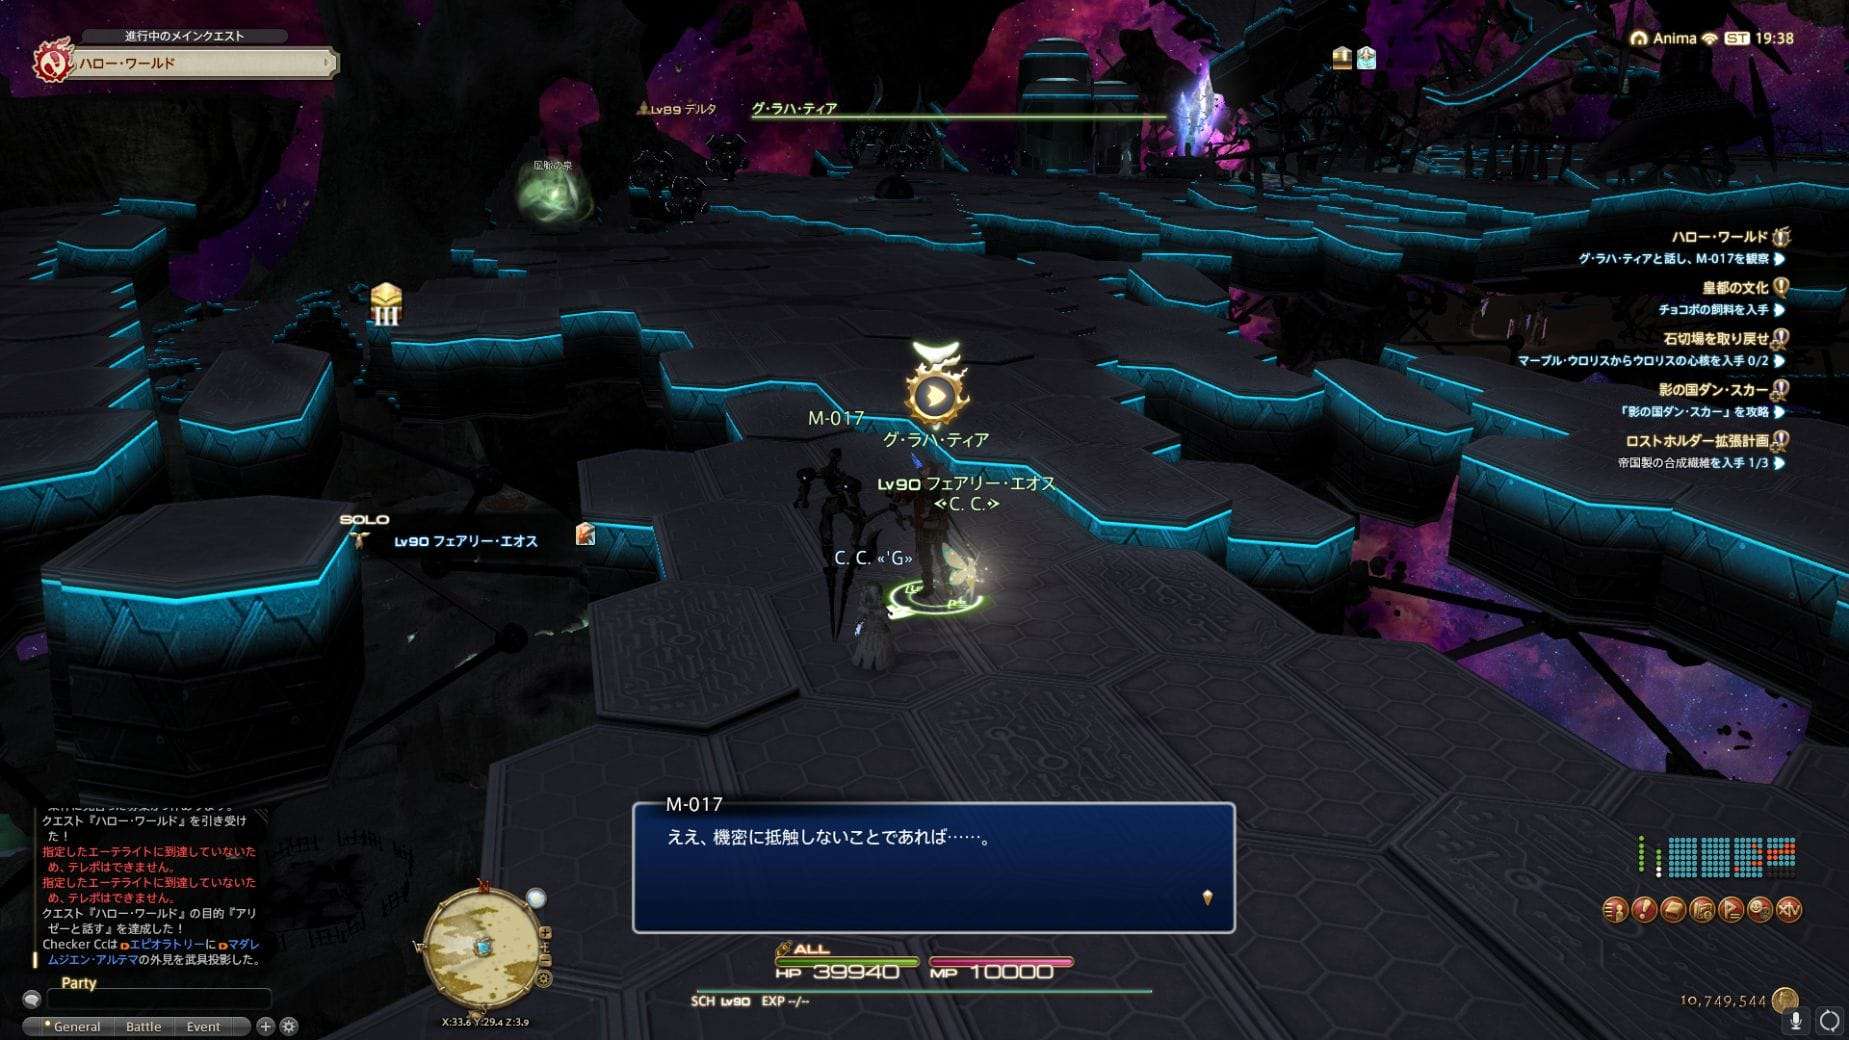 進行中のメインクエスト
ハロー・ワールド
Lv89 デルタ
グ・ラハ・ティア
Anima
ST 19:38
風脈の泉
ハロー・ワールド
グ・ラハ・ティアと話し、M-017を観察
皇都の文化
チョコボの飼料を入手
石切場を取り戻せ
マーブル・ウロリスからウロリスの心核を入手 0/2
影の国ダン・スカー
「影の国ダン・スカー」を攻略
ロストホルダー拡張計画
帝国製の合成繊維を入手 1/3
III
M-017
グ・ラハ・ティア
Lv90 フェアリー・エオス
≪C. C.≫
C. C. «'G»
SOLO
Lv90 フェアリー・エオス
M-017
ええ、機密に抵触しないことであれば……。
クエスト『ハロー・ワールド』を引き受け
た！
指定したエーテライトに到達していないた
め、テレポはできません。
指定したエーテライトに到達していないた
め、テレポはできません。
クエスト『ハロー・ワールド』の目的『アリ
ゼーと話す』を達成した！
Checker Ccは エピオラトリーに マダレ
ムジエン・アルテマの外見を武具投影した。
Party
General Battle Event
N
W
X:33.6 Y:29.4 Z:3.9
ALL
HP 39940 MP 10000
SCH Lv90 EXP --/--
XIV
10,749,544